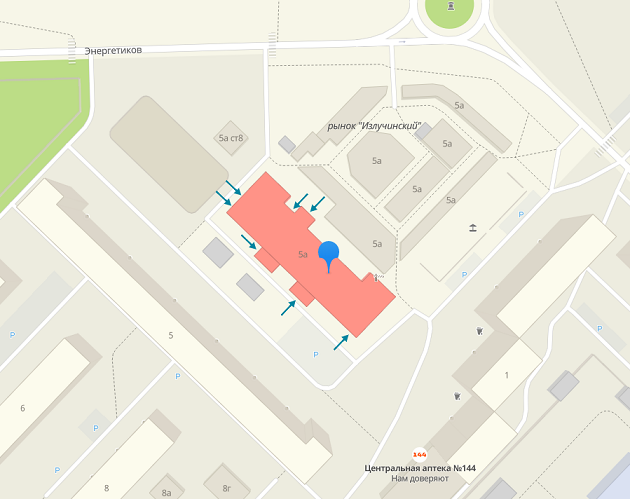 Энергетиков
5а
5а ст8
рынок "Излучинский"
5а
5а
5а
5а
Р
5а
5а
Р
5
Р
Р
Р
Р
1
6
Р
144
Центральная аптека №144
Нам доверяют
Р
8
8а
8г